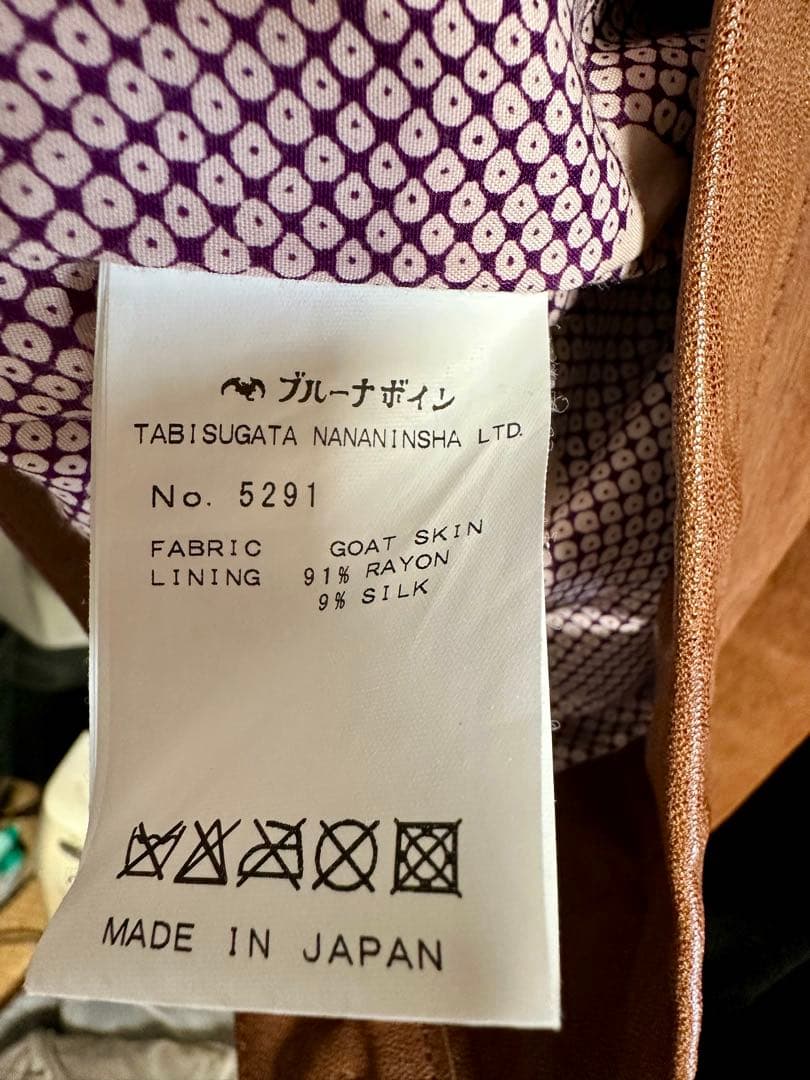 ブルーナボイン
TABISUGATA NANANINSHA LTD.
No. 5291
FABRIC GOAT SKIN
LINING 91% RAYON
9% SILK
MADE IN JAPAN